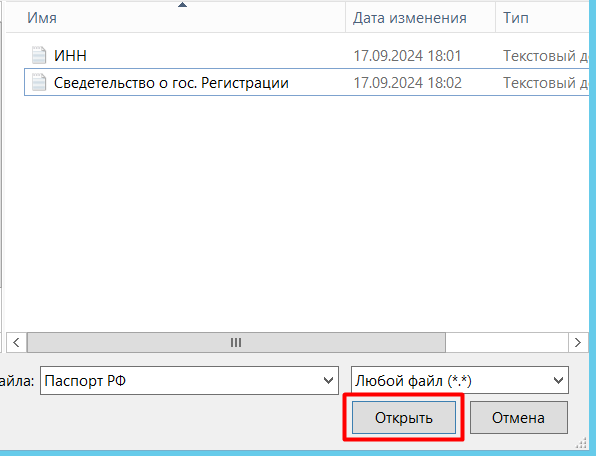 Имя Дата изменения Тип
ИНН 17.09.2024 18:01 Текстовый д
Сведетельство о гос. Регистрации 17.09.2024 18:02 Текстовый д
айла: Паспорт РФ Любой файл (*.*)
Открыть Отмена